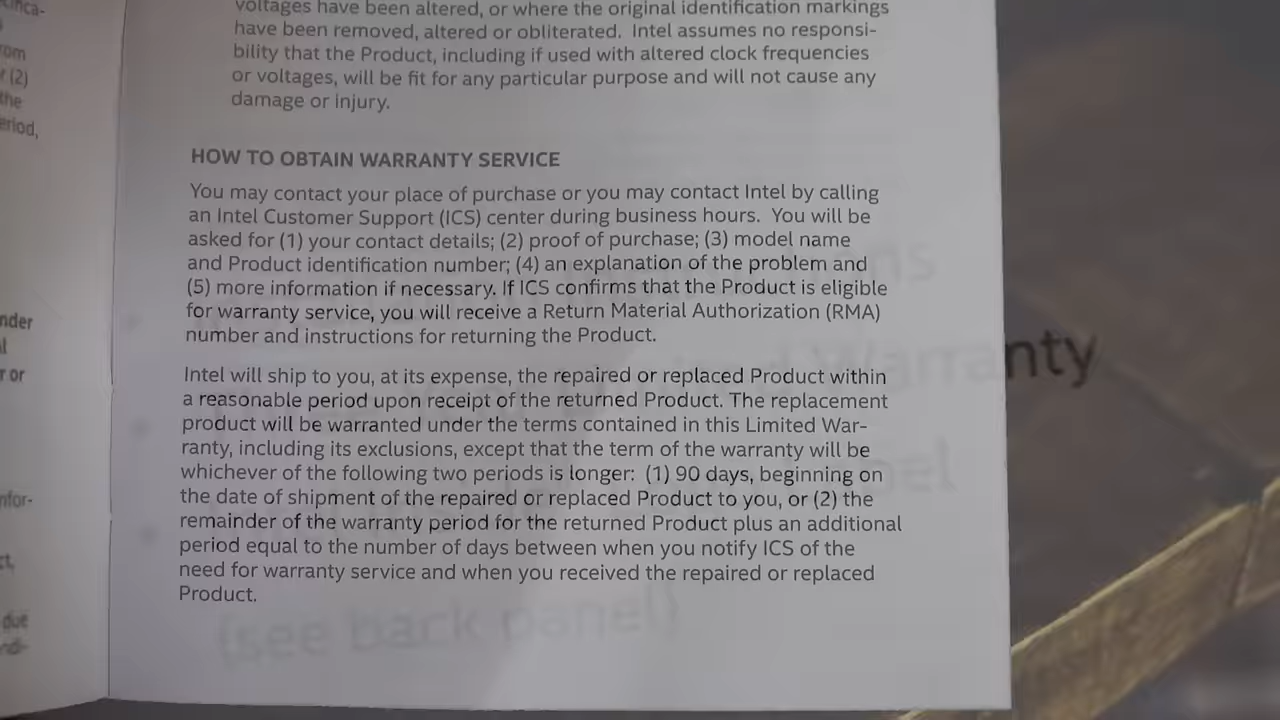 voltages have been altered, or where the original identification markings
have been removed, altered or obliterated. Intel assumes no responsi-
bility that the Product, including if used with altered clock frequencies
or voltages, will be fit for any particular purpose and will not cause any
damage or injury.
HOW TO OBTAIN WARRANTY SERVICE
You may contact your place of purchase or you may contact Intel by calling
an Intel Customer Support (ICS) center during business hours. You will be
asked for (1) your contact details; (2) proof of purchase; (3) model name
and Product identification number; (4) an explanation of the problem and
(5) more information if necessary. If ICS confirms that the Product is eligible
for warranty service, you will receive a Return Material Authorization (RMA)
number and instructions for returning the Product.
Intel will ship to you, at its expense, the repaired or replaced Product within
a reasonable period upon receipt of the returned Product. The replacement
product will be warranted under the terms contained in this Limited War-
ranty, including its exclusions, except that the term of the warranty will be
whichever of the following two periods is longer: (1) 90 days, beginning on
the date of shipment of the repaired or replaced Product to you, or (2) the
remainder of the warranty period for the returned Product plus an additional
period equal to the number of days between when you notify ICS of the
need for warranty service and when you received the repaired or replaced
Product.
Warranty
(see back panel)